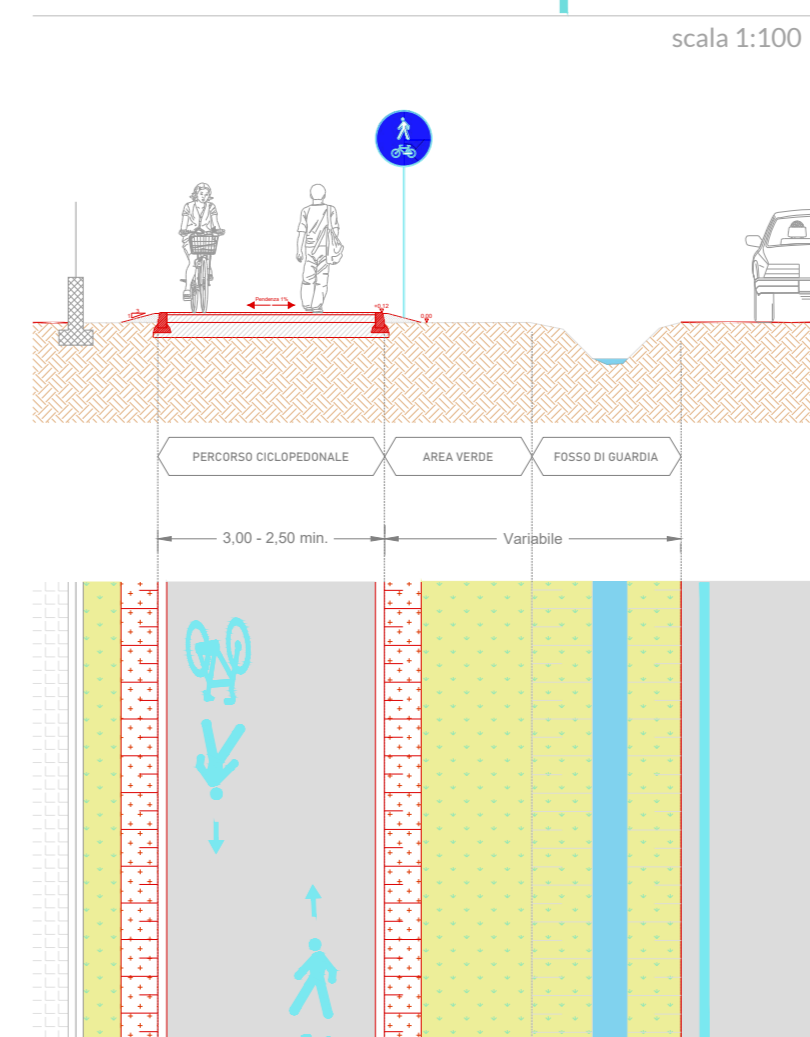 scala 1:100
Pendenza 1%
+0.12
0.00
PERCORSO CICLOPEDONALE
AREA VERDE
FOSSO DI GUARDIA
3,00 - 2,50 min.
Variabile